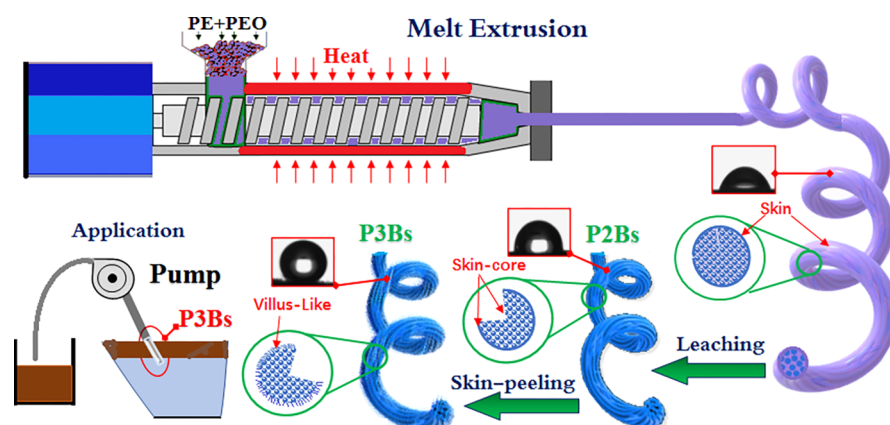 PE+PEO
Melt Extrusion
Heat
Skin
Application
P3Bs
P2Bs
Skin-core
Pump
Villus-Like
P3Bs
Leaching
Skin–peeling